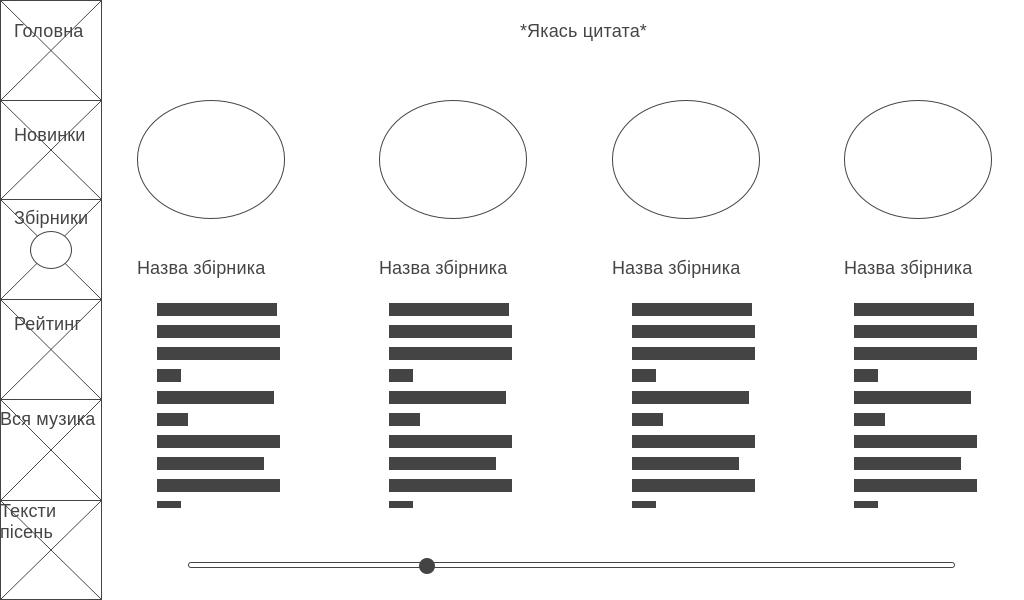 Головна
Новинки
Збірники
Рейтинг
Вся музика
Тексти
пісень
*Якась цитата*
Назва збірника
Назва збірника
Назва збірника
Назва збірника